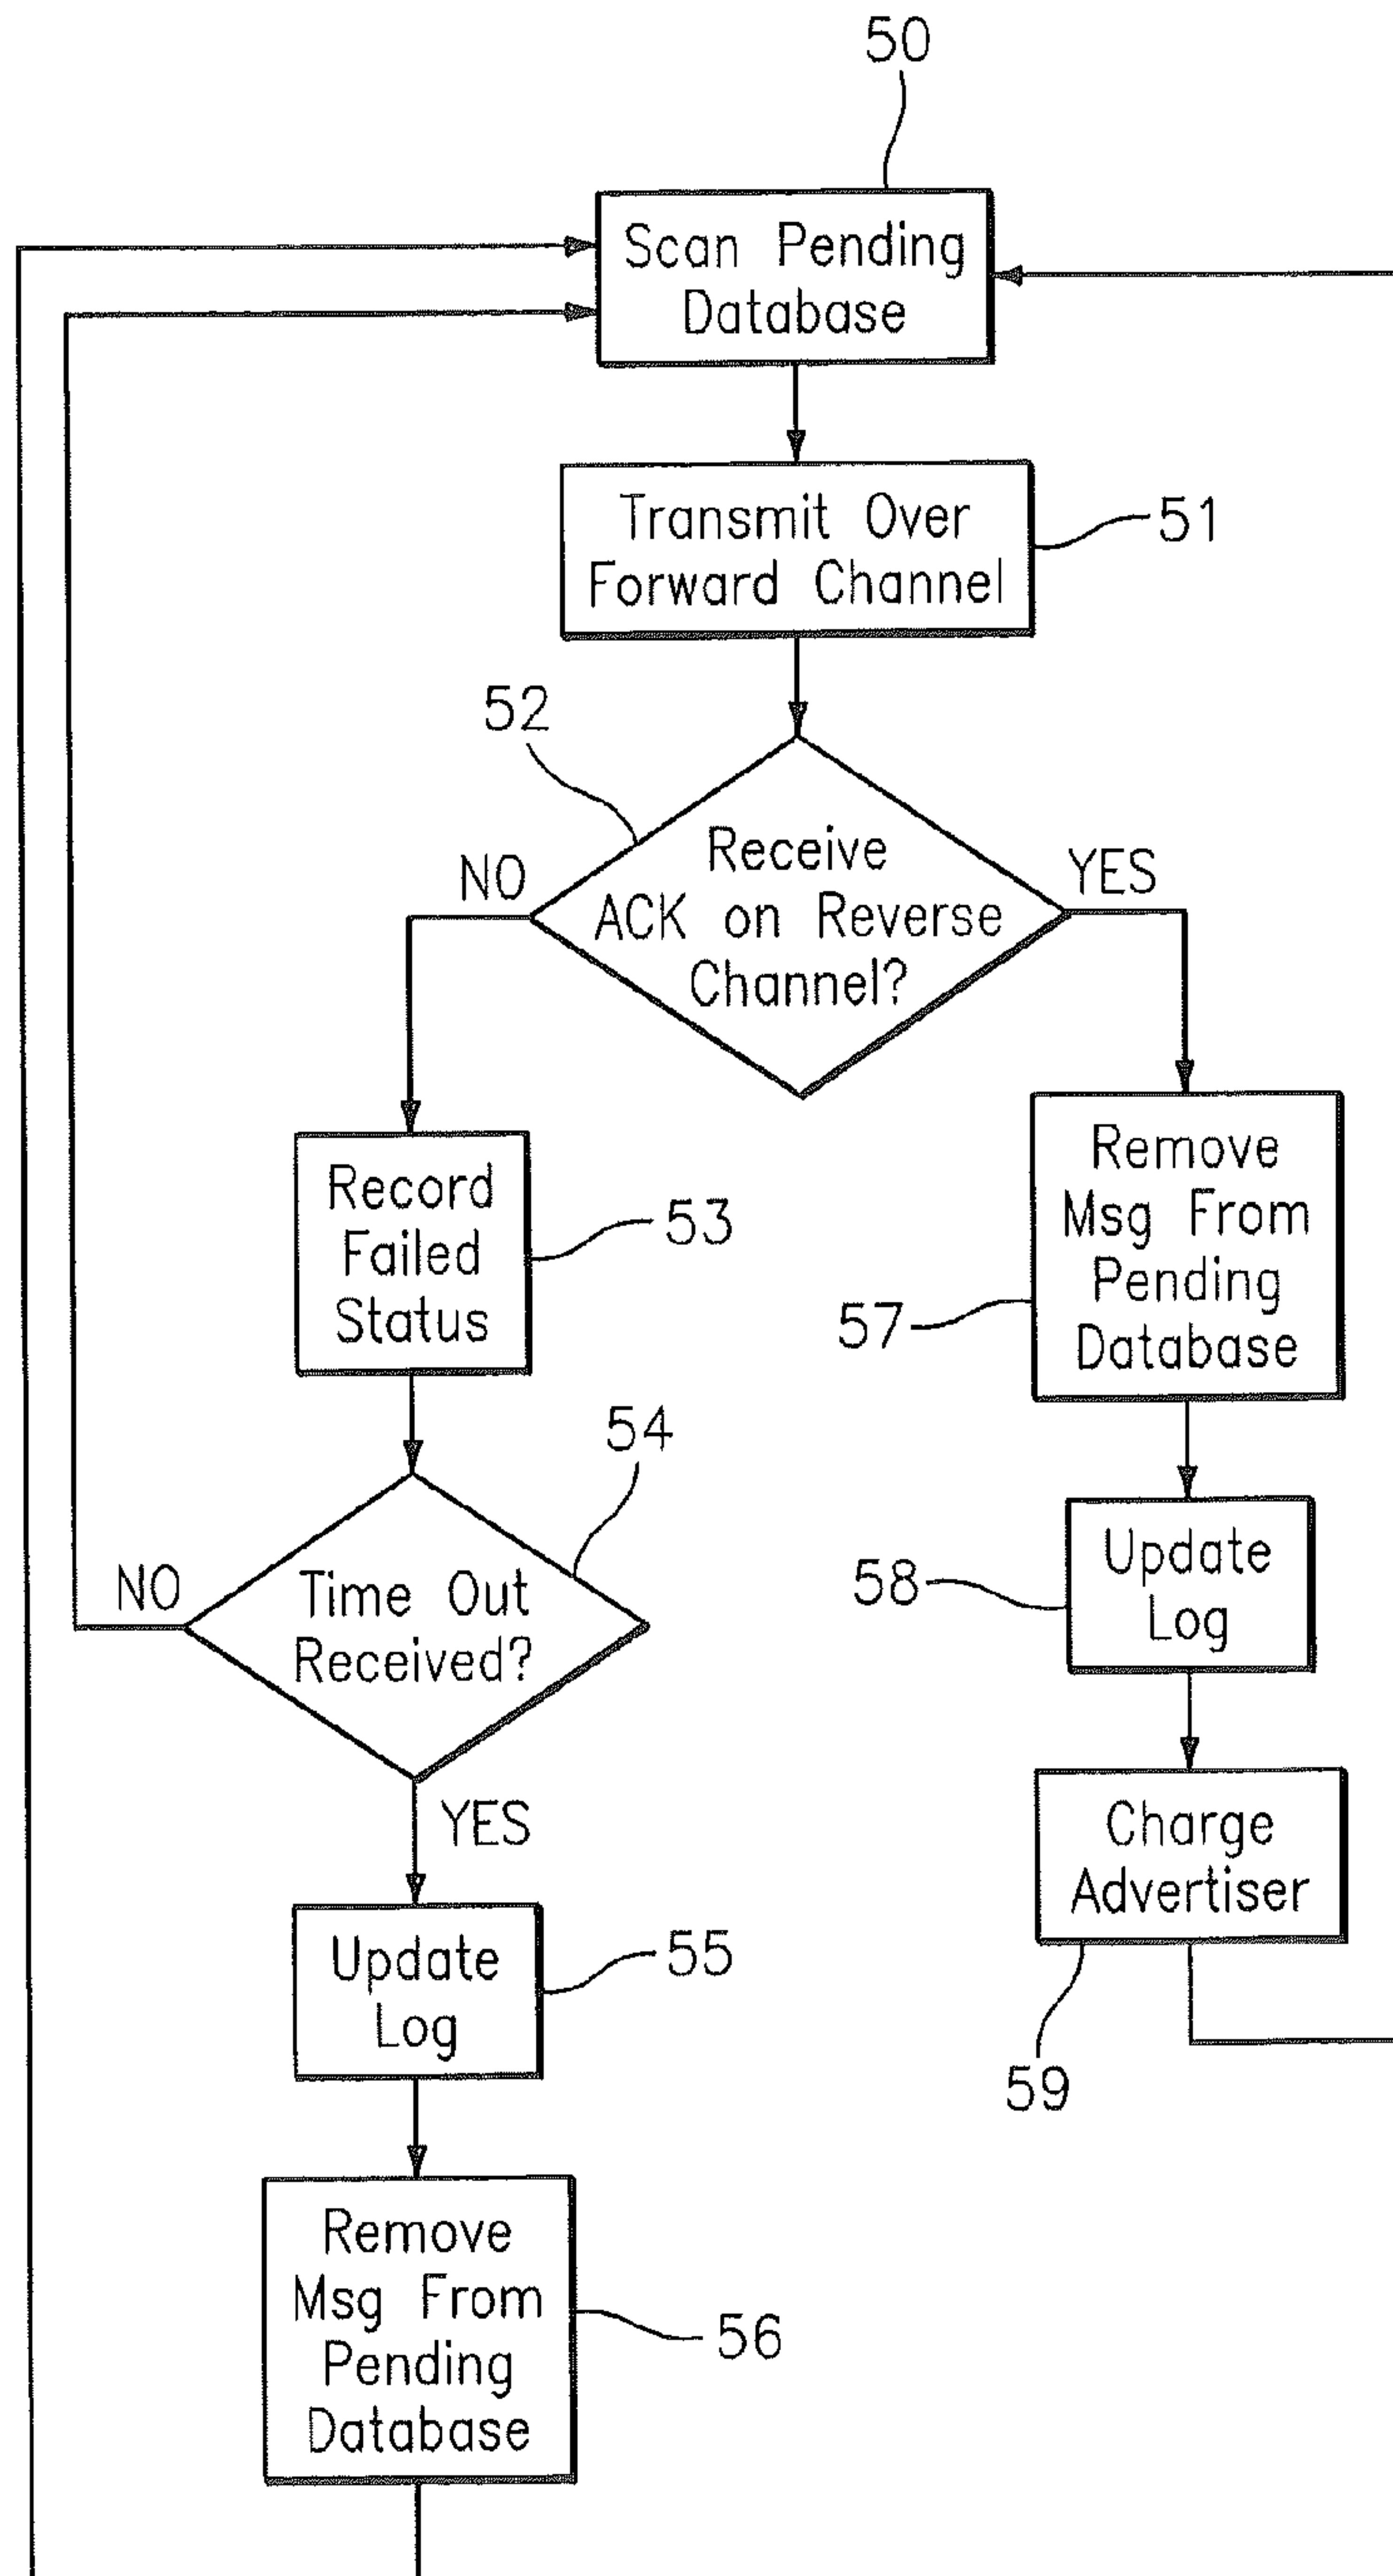 50
Scan Pending
Database
Transmit Over
Forward Channel
51
52
NO
Receive
ACK on Reverse
Channel?
YES
Record
Failed
Status
53
Remove
Msg From
Pending
Database
57
54
NO
Time Out
Received?
YES
Update
Log
58
Charge
Advertiser
59
Update
Log
55
Remove
Msg From
Pending
Database
56